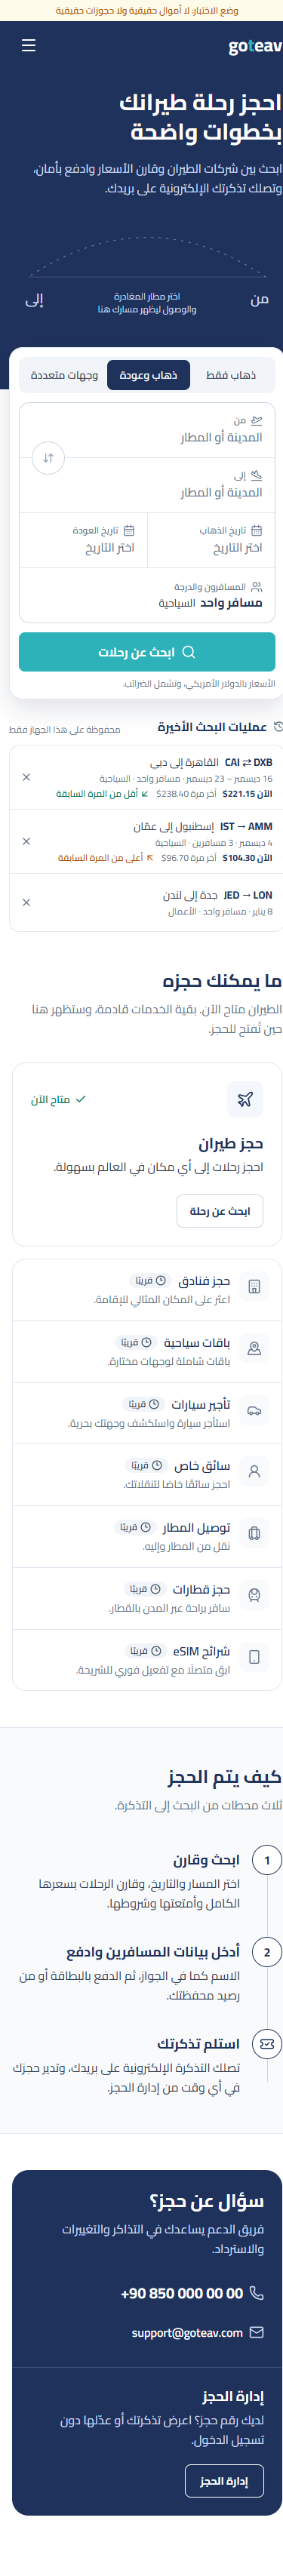 وضع الاختبار: لا أموال حقيقية ولا حجوزات حقيقية
goteav
احجز رحلة طيرانك
بخطوات واضحة
ابحث بين شركات الطيران وقارن الأسعار وادفع بأمان،
وتصلك تذكرتك الإلكترونية على بريدك.
من
اختر مطار المغادرة
والوصول ليظهر مسارك هنا
إلى
ذهاب فقط
ذهاب وعودة
وجهات متعددة
من
المدينة أو المطار
إلى
المدينة أو المطار
تاريخ الذهاب
اختر التاريخ
تاريخ العودة
اختر التاريخ
المسافرون والدرجة
مسافر واحد السياحية
ابحث عن رحلات
الأسعار بالدولار الأمريكي، وتشمل الضرائب.
عمليات البحث الأخيرة
محفوظة على هذا الجهاز فقط
CAI ⇄ DXB القاهرة إلى دبي
16 ديسمبر – 23 ديسمبر · مسافر واحد · السياحية
الآن $221.15 آخر مرة $238.40 أقل من المرة السابقة
IST → AMM إسطنبول إلى عمّان
4 ديسمبر · 3 مسافرين · السياحية
الآن $104.30 آخر مرة $96.70 أعلى من المرة السابقة
JED → LON جدة إلى لندن
8 يناير · مسافر واحد · الأعمال
ما يمكنك حجزه
الطيران متاح الآن. بقية الخدمات قادمة، وستظهر هنا
حين تُفتح للحجز.
متاح الآن
حجز طيران
احجز رحلات إلى أي مكان في العالم بسهولة.
ابحث عن رحلة
حجز فنادق قريبًا
اعثر على المكان المثالي للإقامة.
باقات سياحية قريبًا
باقات شاملة لوجهات مختارة.
تأجير سيارات قريبًا
استأجر سيارة واستكشف وجهتك بحرية.
سائق خاص قريبًا
احجز سائقًا خاصًا لتنقلاتك.
توصيل المطار قريبًا
نقل من المطار وإليه.
حجز قطارات قريبًا
سافر براحة عبر المدن بالقطار.
شرائح eSIM قريبًا
ابقَ متصلًا مع تفعيل فوري للشريحة.
كيف يتم الحجز
ثلاث محطات من البحث إلى التذكرة.
1
ابحث وقارن
اختر المسار والتاريخ، وقارن الرحلات بسعرها
الكامل وأمتعتها وشروطها.
2
أدخل بيانات المسافرين وادفع
الاسم كما في الجواز، ثم الدفع بالبطاقة أو من
رصيد محفظتك.
استلم تذكرتك
تصلك التذكرة الإلكترونية على بريدك، وتدير حجزك
في أي وقت من إدارة الحجز.
سؤال عن حجز؟
فريق الدعم يساعدك في التذاكر والتغييرات
والاسترداد.
+90 850 000 00 00
support@goteav.com
إدارة الحجز
لديك رقم حجز؟ اعرض تذكرتك أو عدّلها دون
تسجيل الدخول.
إدارة الحجز